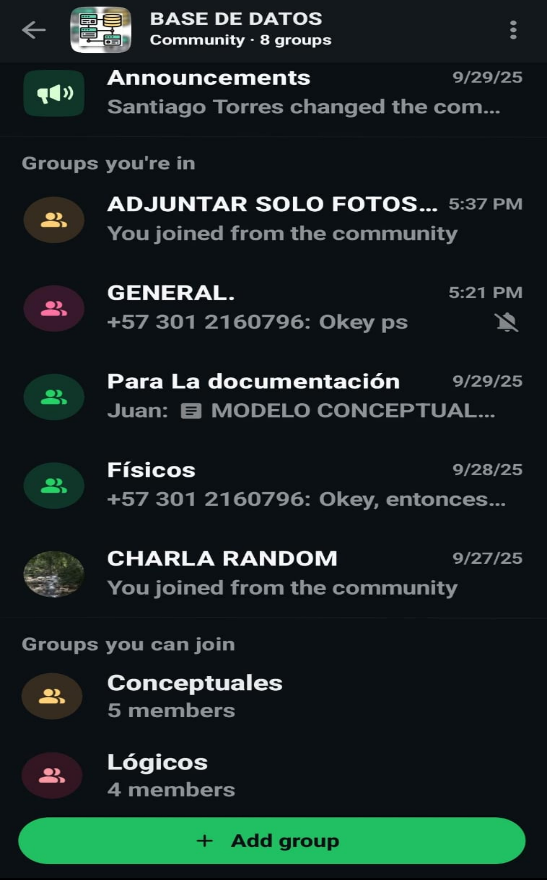 BASE DE DATOS
Community · 8 groups
Announcements 9/29/25
Santiago Torres changed the com...
Groups you're in
ADJUNTAR SOLO FOTOS... 5:37 PM
You joined from the community
GENERAL. 5:21 PM
+57 301 2160796: Okey ps
Para La documentación 9/29/25
Juan: MODELO CONCEPTUAL...
Físicos 9/28/25
+57 301 2160796: Okey, entonces...
CHARLA RANDOM 9/27/25
You joined from the community
Groups you can join
Conceptuales
5 members
Lógicos
4 members
+ Add group